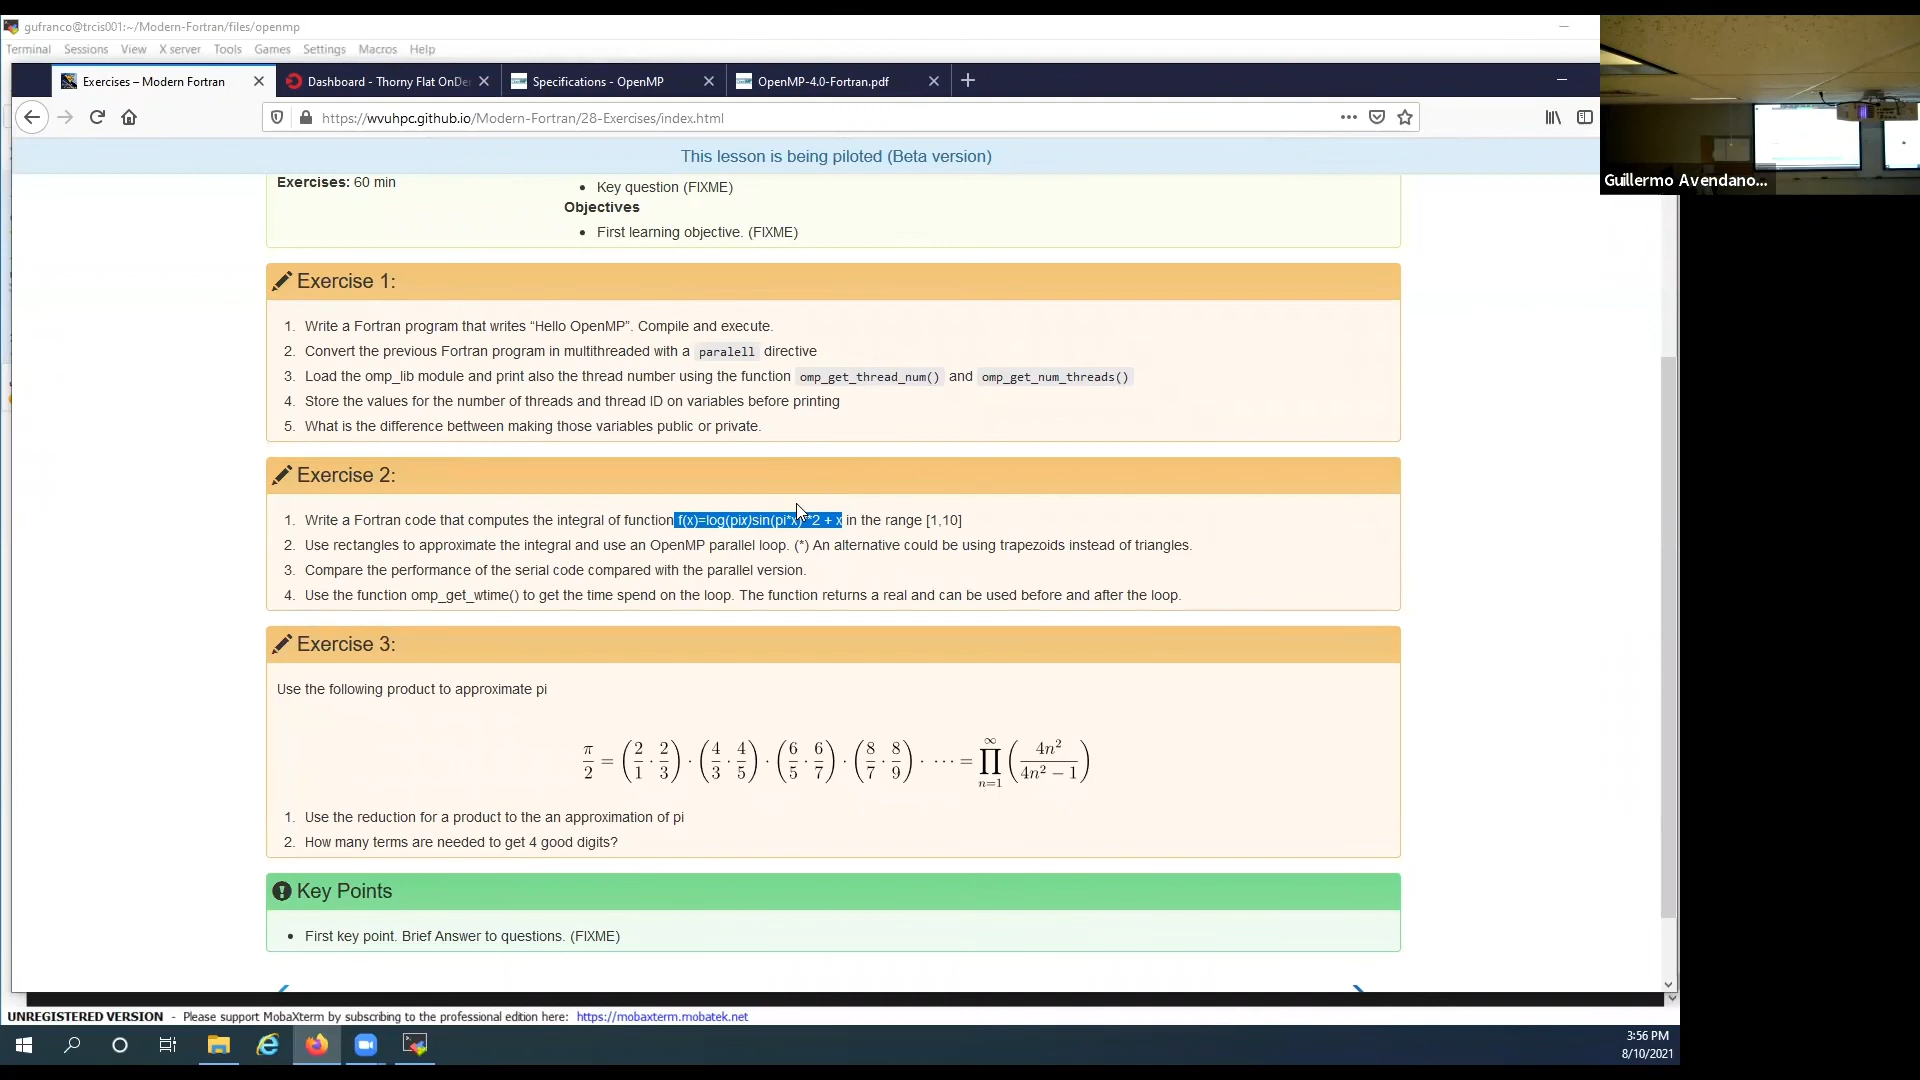 gufranco@trcis001:~/Modern-Fortran/files/openmp
Terminal Sessions View X server Tools Games Settings Macros Help
Exercises – Modern Fortran
Dashboard - Thorny Flat OnDe
Specifications - OpenMP
OpenMP-4.0-Fortran.pdf
https://wvuhpc.github.io/Modern-Fortran/28-Exercises/index.html
Guillermo Avendano...
This lesson is being piloted (Beta version)
Exercises: 60 min
• Key question (FIXME)
Objectives
• First learning objective. (FIXME)
Exercise 1:
1. Write a Fortran program that writes “Hello OpenMP”. Compile and execute.
2. Convert the previous Fortran program in multithreaded with a paralell directive
3. Load the omp_lib module and print also the thread number using the function omp_get_thread_num() and omp_get_num_threads()
4. Store the values for the number of threads and thread ID on variables before printing
5. What is the difference bettween making those variables public or private.
Exercise 2:
1. Write a Fortran code that computes the integral of function f(x)=log(pix)sin(pi*x)**2 + x in the range [1,10]
2. Use rectangles to approximate the integral and use an OpenMP parallel loop. (*) An alternative could be using trapezoids instead of triangles.
3. Compare the performance of the serial code compared with the parallel version.
4. Use the function omp_get_wtime() to get the time spend on the loop. The function returns a real and can be used before and after the loop.
Exercise 3:
Use the following product to approximate pi
π/2 = (2/1 · 2/3) · (4/3 · 4/5) · (6/5 · 6/7) · (8/7 · 8/9) · ⋯ = ∏_{n=1}^{∞} (4n²/(4n² − 1))
1. Use the reduction for a product to the an approximation of pi
2. How many terms are needed to get 4 good digits?
Key Points
• First key point. Brief Answer to questions. (FIXME)
UNREGISTERED VERSION - Please support MobaXterm by subscribing to the professional edition here: https://mobaxterm.mobatek.net
3:56 PM
8/10/2021